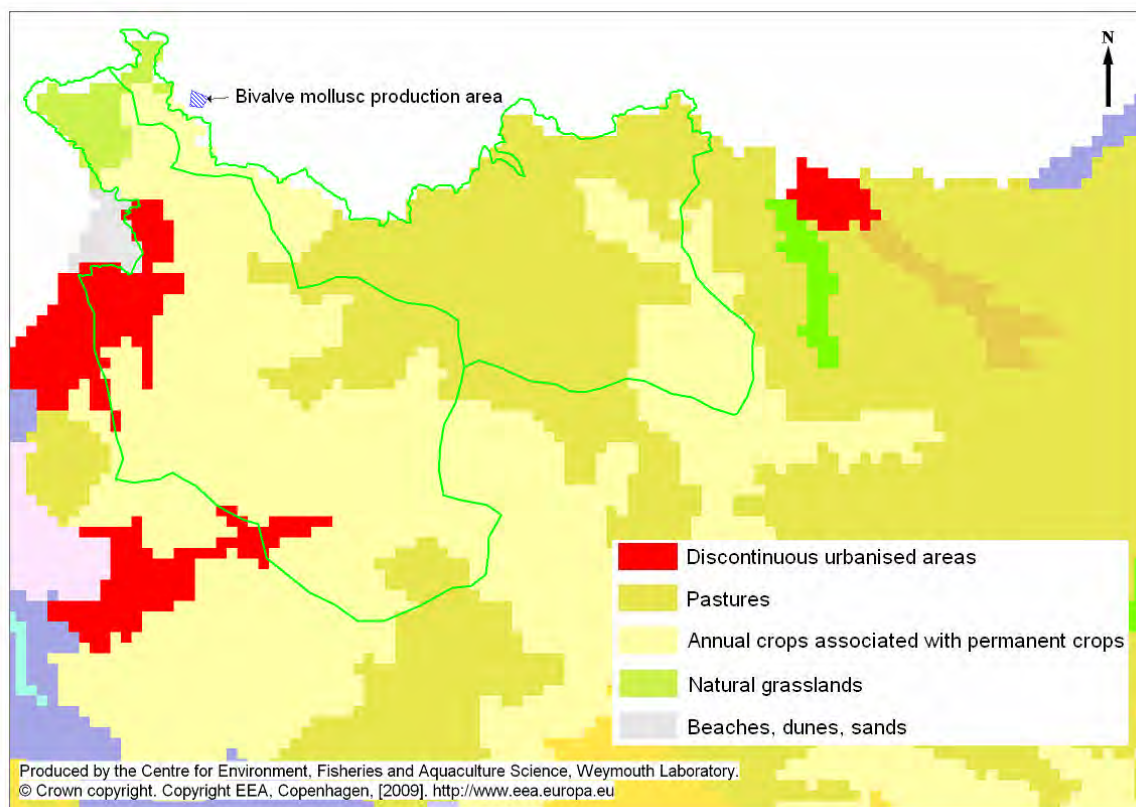 N
Bivalve mollusc production area
Discontinuous urbanised areas
Pastures
Annual crops associated with permanent crops
Natural grasslands
Beaches, dunes, sands
Produced by the Centre for Environment, Fisheries and Aquaculture Science, Weymouth Laboratory.
© Crown copyright. Copyright EEA, Copenhagen, [2009]. http://www.eea.europa.eu